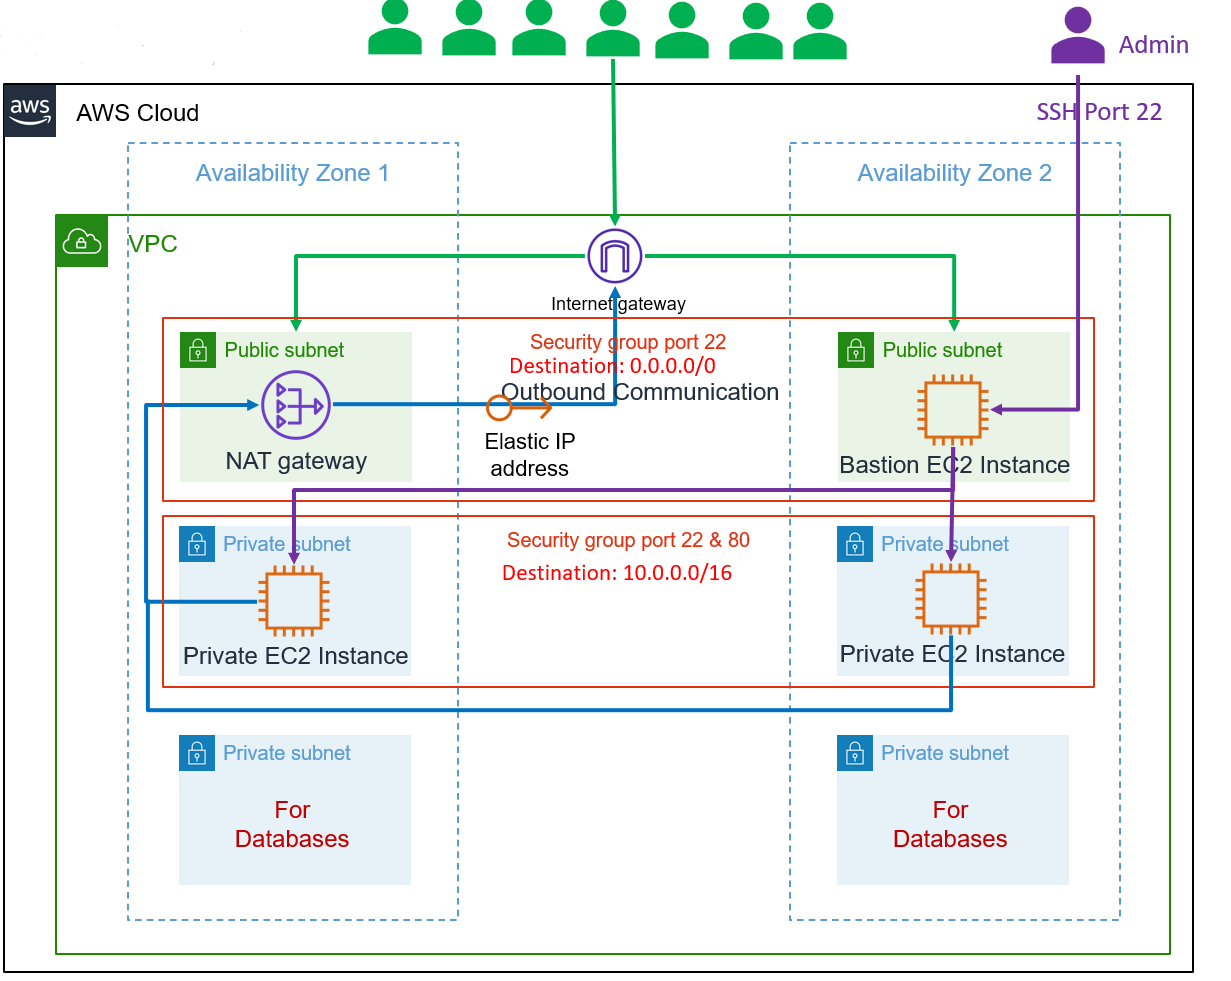 Admin
aws
AWS Cloud
SSH Port 22
Availability Zone 1
Availability Zone 2
VPC
Internet gateway
Public subnet
Security group port 22
Destination: 0.0.0.0/0
Outbound Communication
Public subnet
Elastic IP
address
NAT gateway
Bastion EC2 Instance
Private subnet
Security group port 22 & 80
Destination: 10.0.0.0/16
Private subnet
Private EC2 Instance
Private EC2 Instance
Private subnet
Private subnet
For
Databases
For
Databases